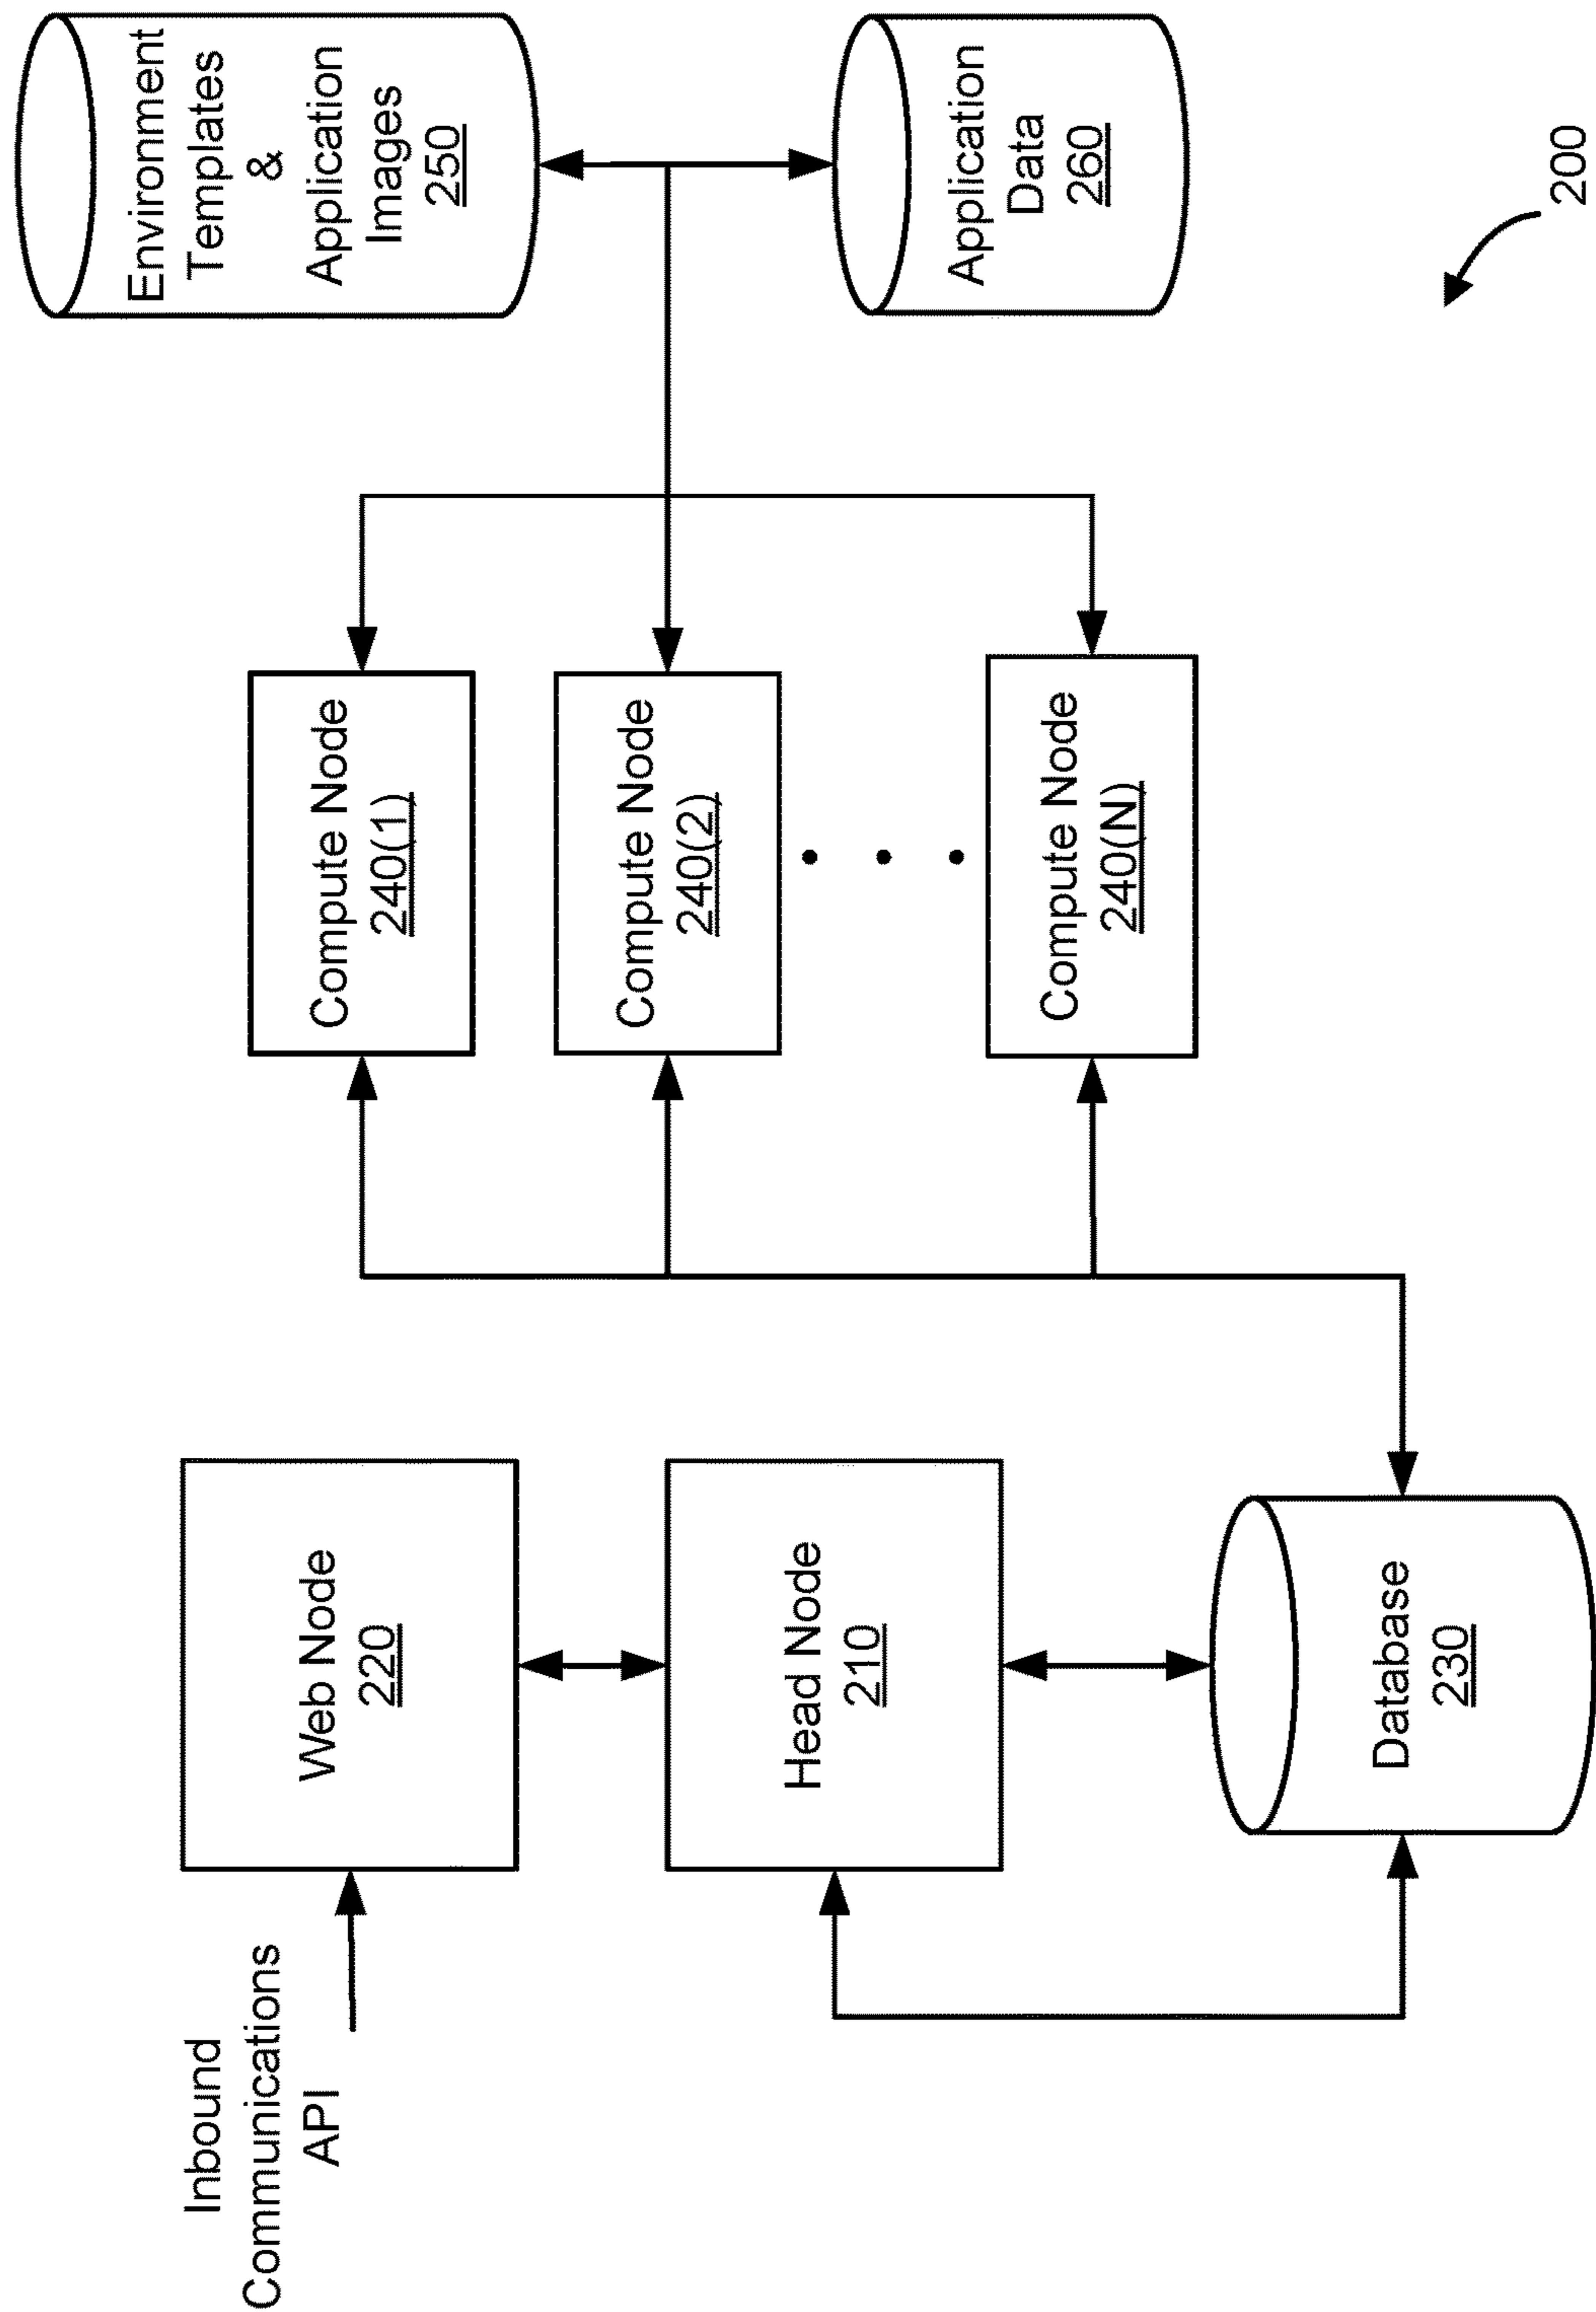 Inbound
Communications
API
Web Node
220
Head Node
210
Database
230
Compute Node
240(1)
Compute Node
240(2)
Compute Node
240(N)
Environment
Templates
&
Application
Images
250
Application
Data
260
200